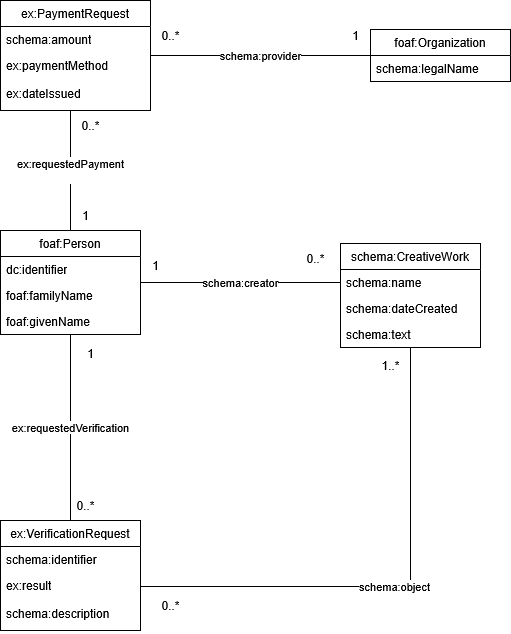 ex:PaymentRequest
schema:amount
ex:paymentMethod
ex:dateIssued
0..*
1
schema:provider
foaf:Organization
schema:legalName
0..*
ex:requestedPayment
1
foaf:Person
dc:identifier
foaf:familyName
foaf:givenName
1
0..*
schema:creator
schema:CreativeWork
schema:name
schema:dateCreated
schema:text
1
1..*
ex:requestedVerification
0..*
ex:VerificationRequest
schema:identifier
ex:result
schema:description
0..*
schema:object